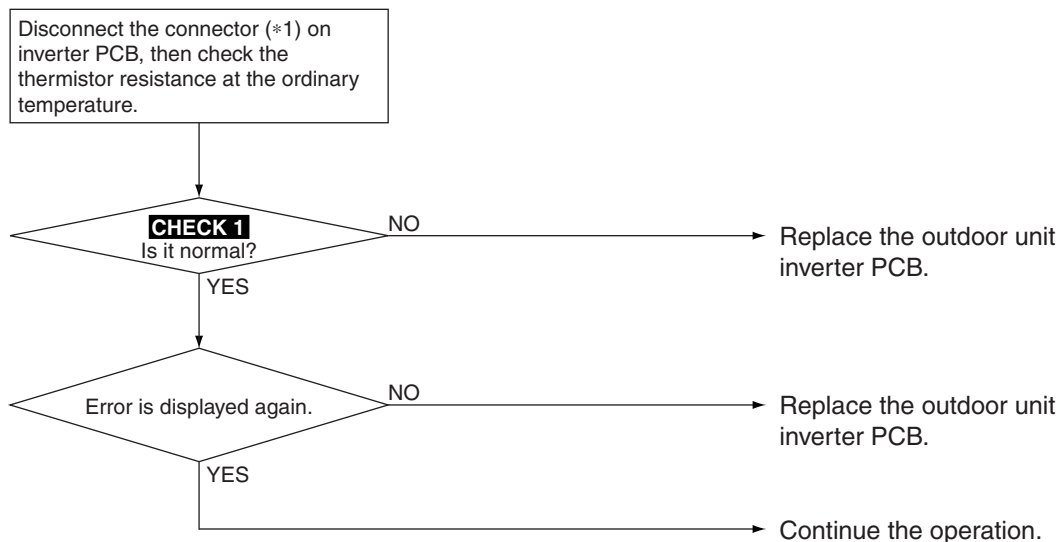 Disconnect the connector (*1) on
inverter PCB, then check the
thermistor resistance at the ordinary
temperature.
CHECK 1
Is it normal?
NO
Replace the outdoor unit
inverter PCB.
YES
Error is displayed again.
NO
Replace the outdoor unit
inverter PCB.
YES
Continue the operation.